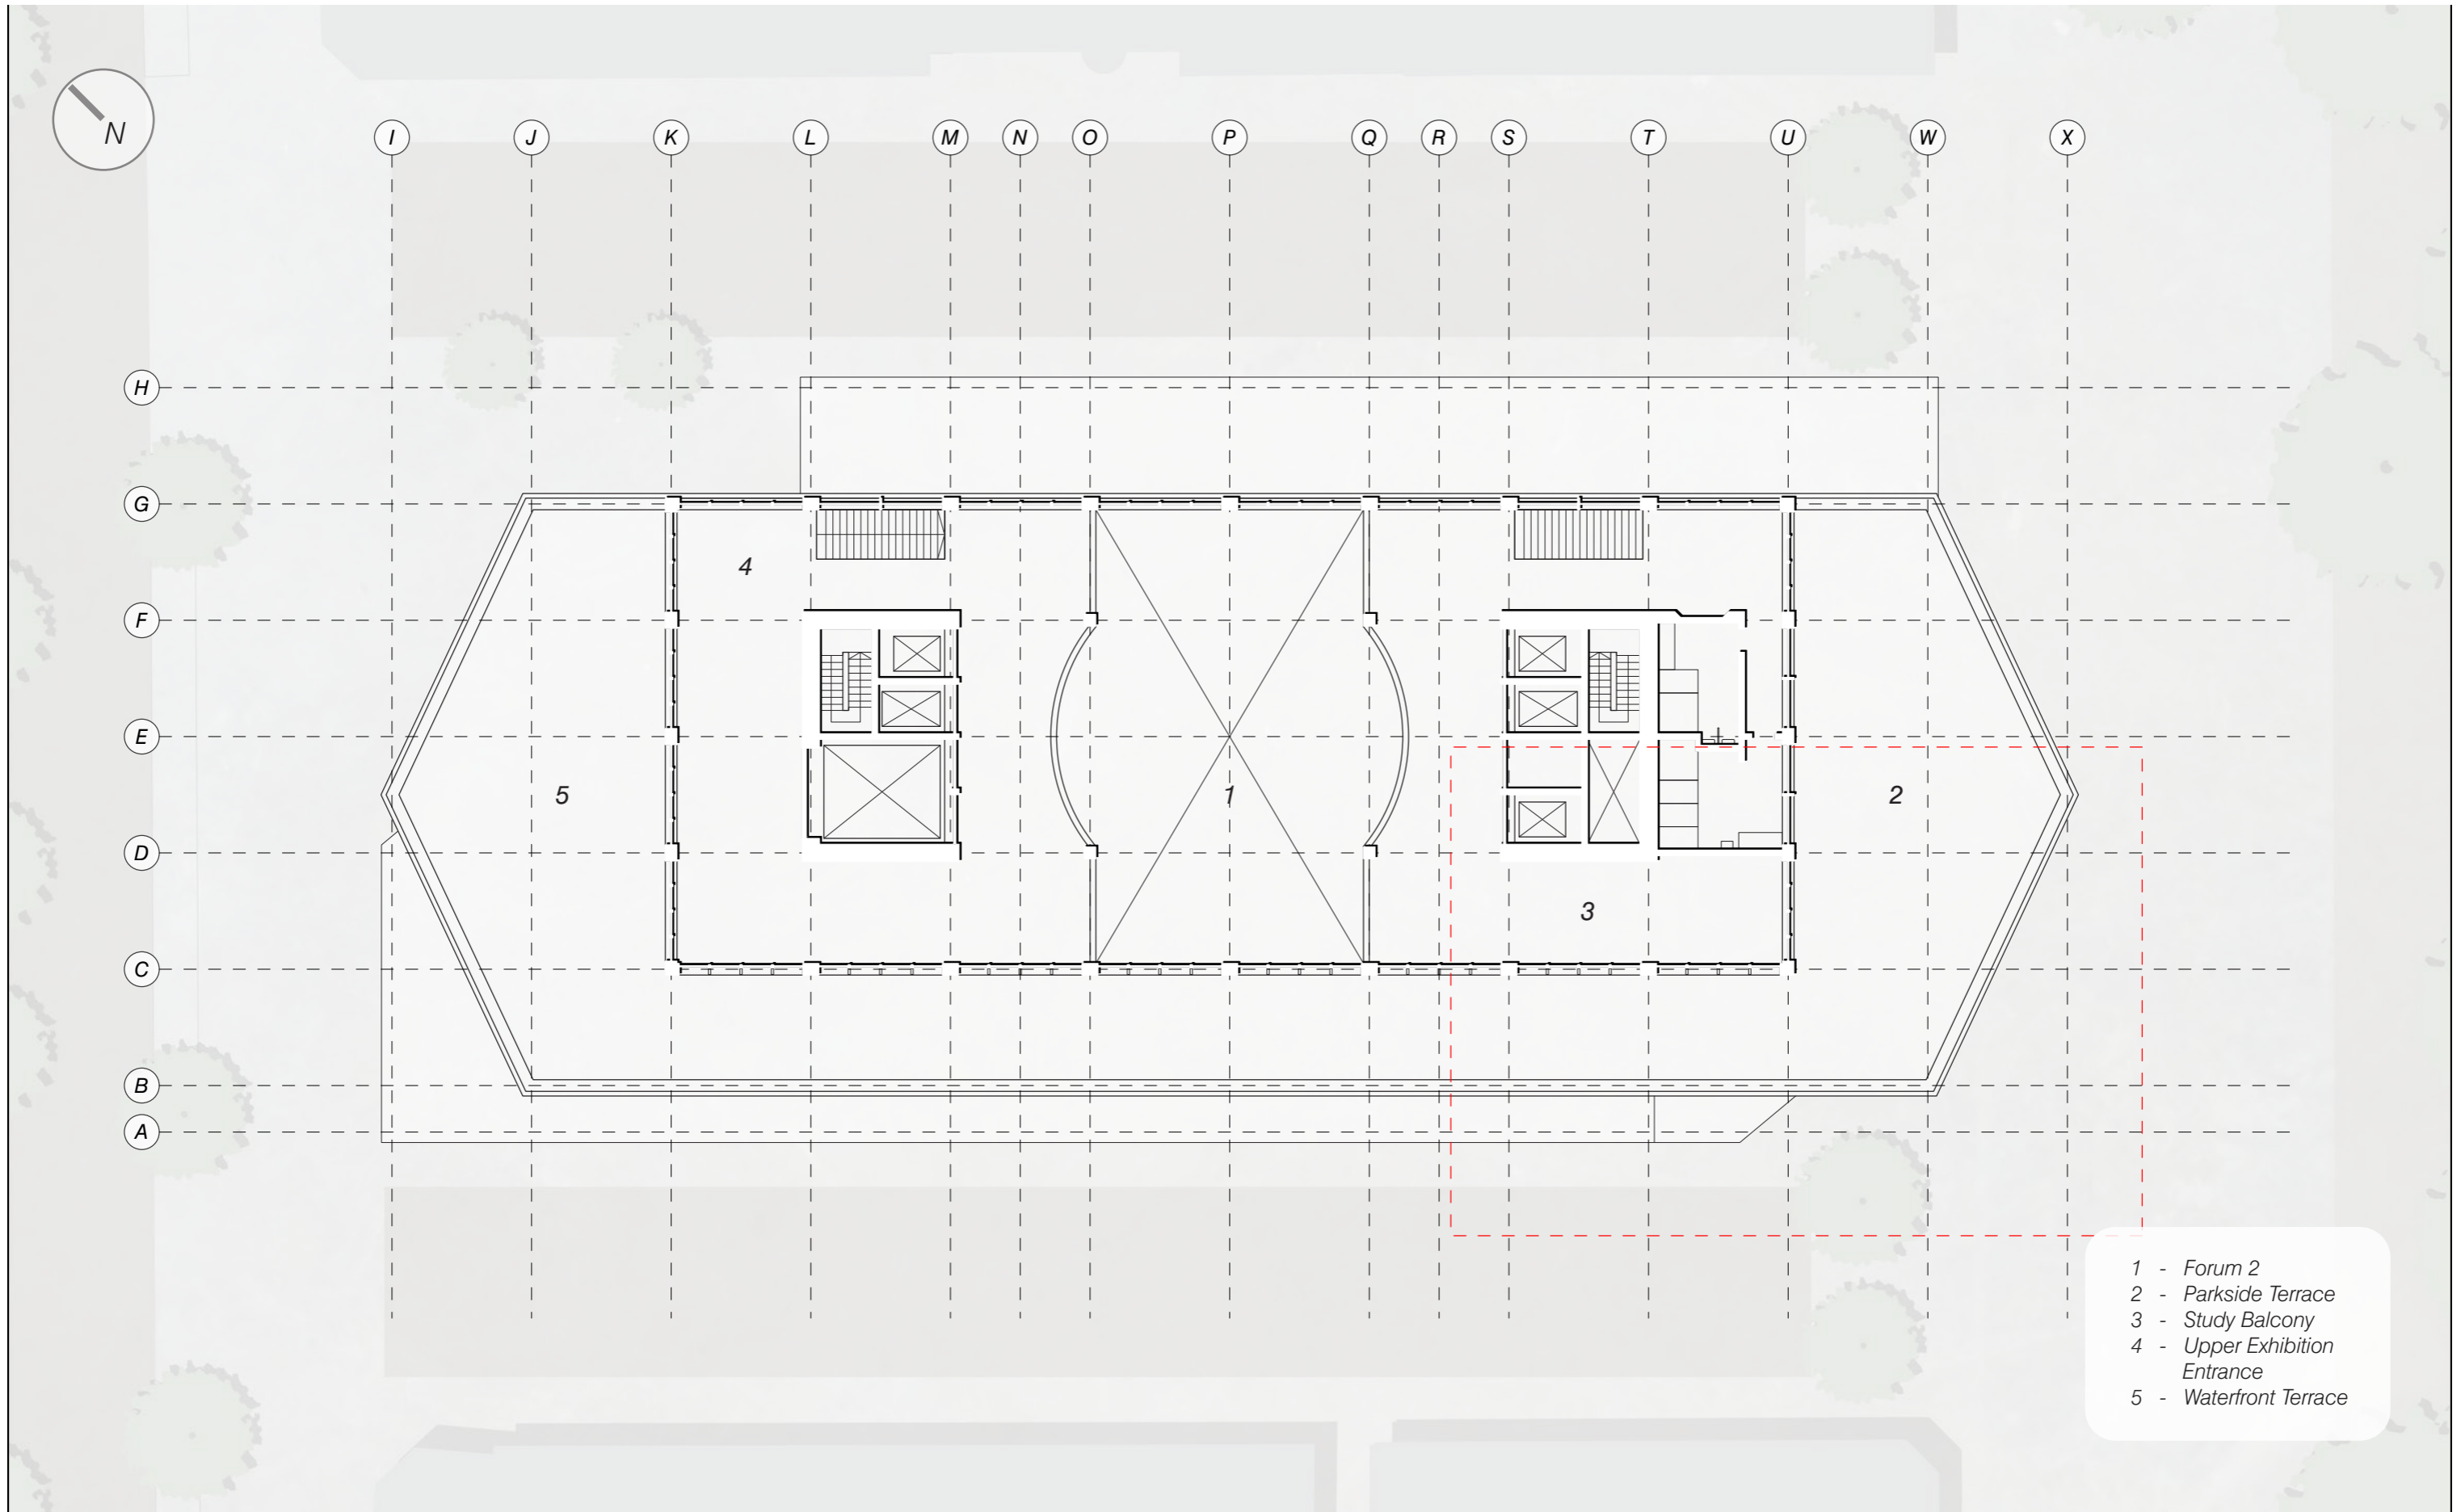 N
I J K L M N O P Q R S T U W X
H
G
F
4
E
5 1 2
D
3
C
B
A
1 - Forum 2
2 - Parkside Terrace
3 - Study Balcony
4 - Upper Exhibition
Entrance
5 - Waterfront Terrace